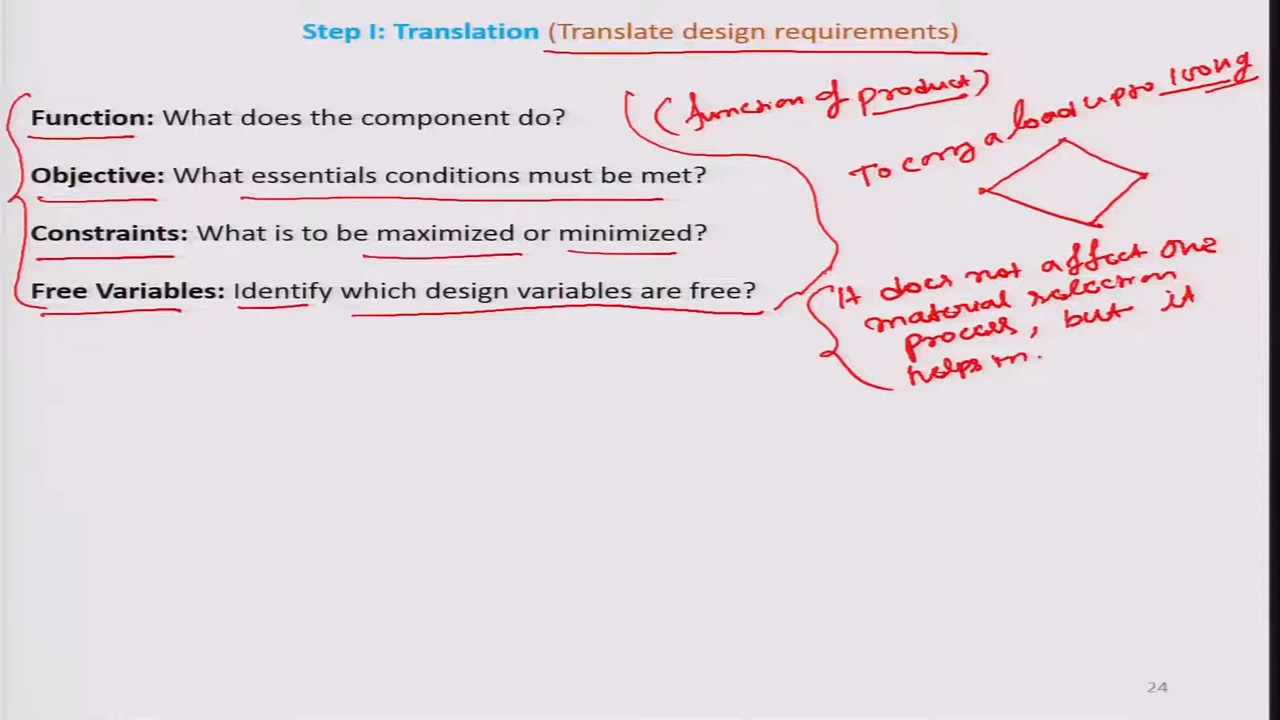 Step I: Translation (Translate design requirements)
Function: What does the component do?
(function of product)
To carry a load upto 100kg
Objective: What essentials conditions must be met?
Constraints: What is to be maximized or minimized?
Free Variables: Identify which design variables are free?
It does not affect one
material selection
process, but it
helps in.
24